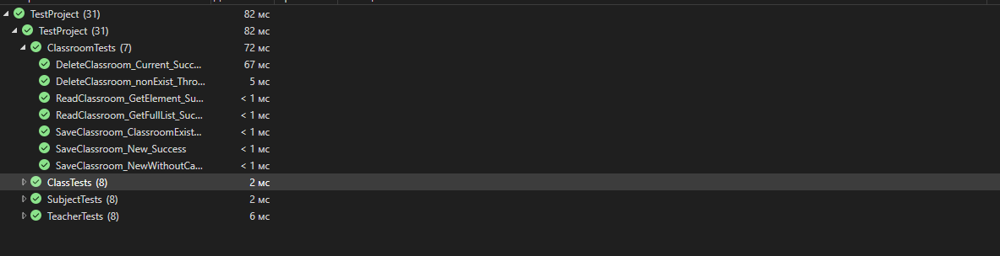 TestProject (31) 82 мс
TestProject (31) 82 мс
ClassroomTests (7) 72 мс
DeleteClassroom_Current_Succ... 67 мс
DeleteClassroom_nonExist_Thro... 5 мс
ReadClassroom_GetElement_Su... < 1 мс
ReadClassroom_GetFullList_Suc... < 1 мс
SaveClassroom_ClassroomExist... < 1 мс
SaveClassroom_New_Success < 1 мс
SaveClassroom_NewWithoutCa... < 1 мс
ClassTests (8) 2 мс
SubjectTests (8) 2 мс
TeacherTests (8) 6 мс